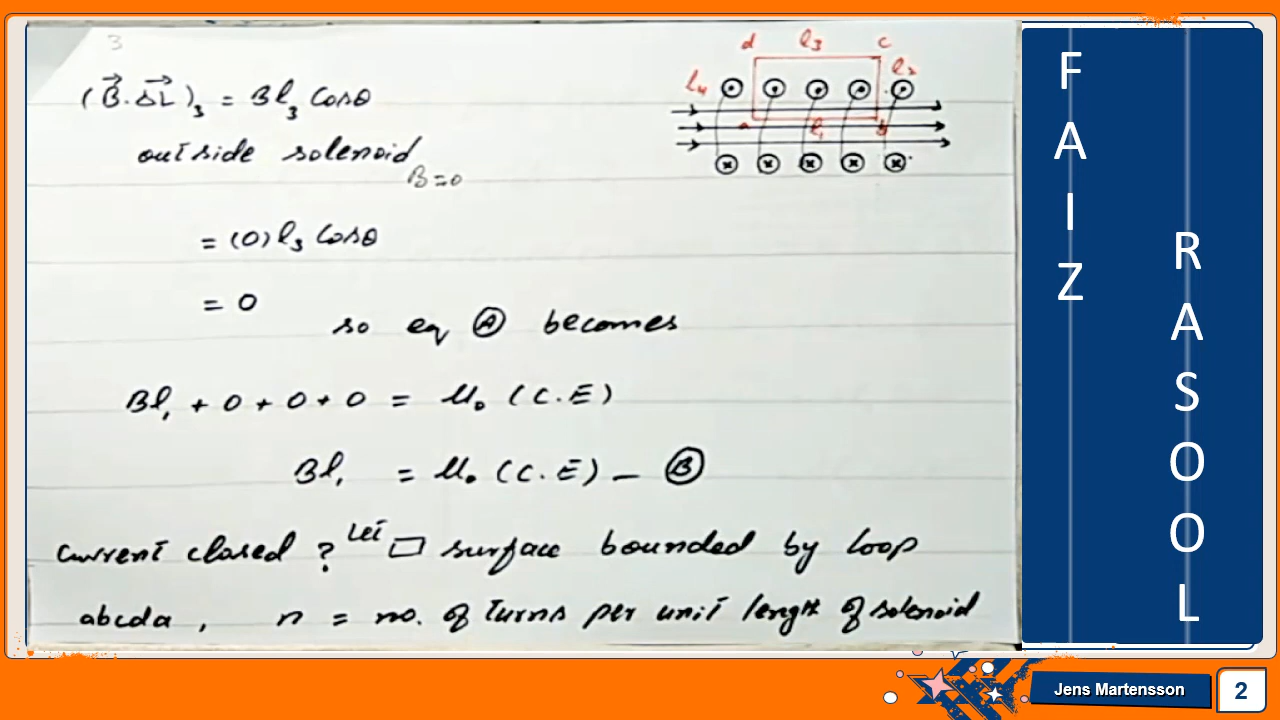 3
(B⃗.ΔL⃗)₃ = Bl₃ Cosθ
outside solenoid
B=0
= (0) l₃ Cosθ
= 0
so eq Ⓐ becomes
Bl₁ + 0 + 0 + 0 = μ₀ (C.E)
Bl₁ = μ₀ (C.E) — Ⓑ
Current closed ? Let ▭ surface bounded by loop
abcda , n = no. of turns per unit length of solenoid
d l₃ c
l₄ l₂
a l₁ b
FAIZ
RASOOL
Jens Martensson
2